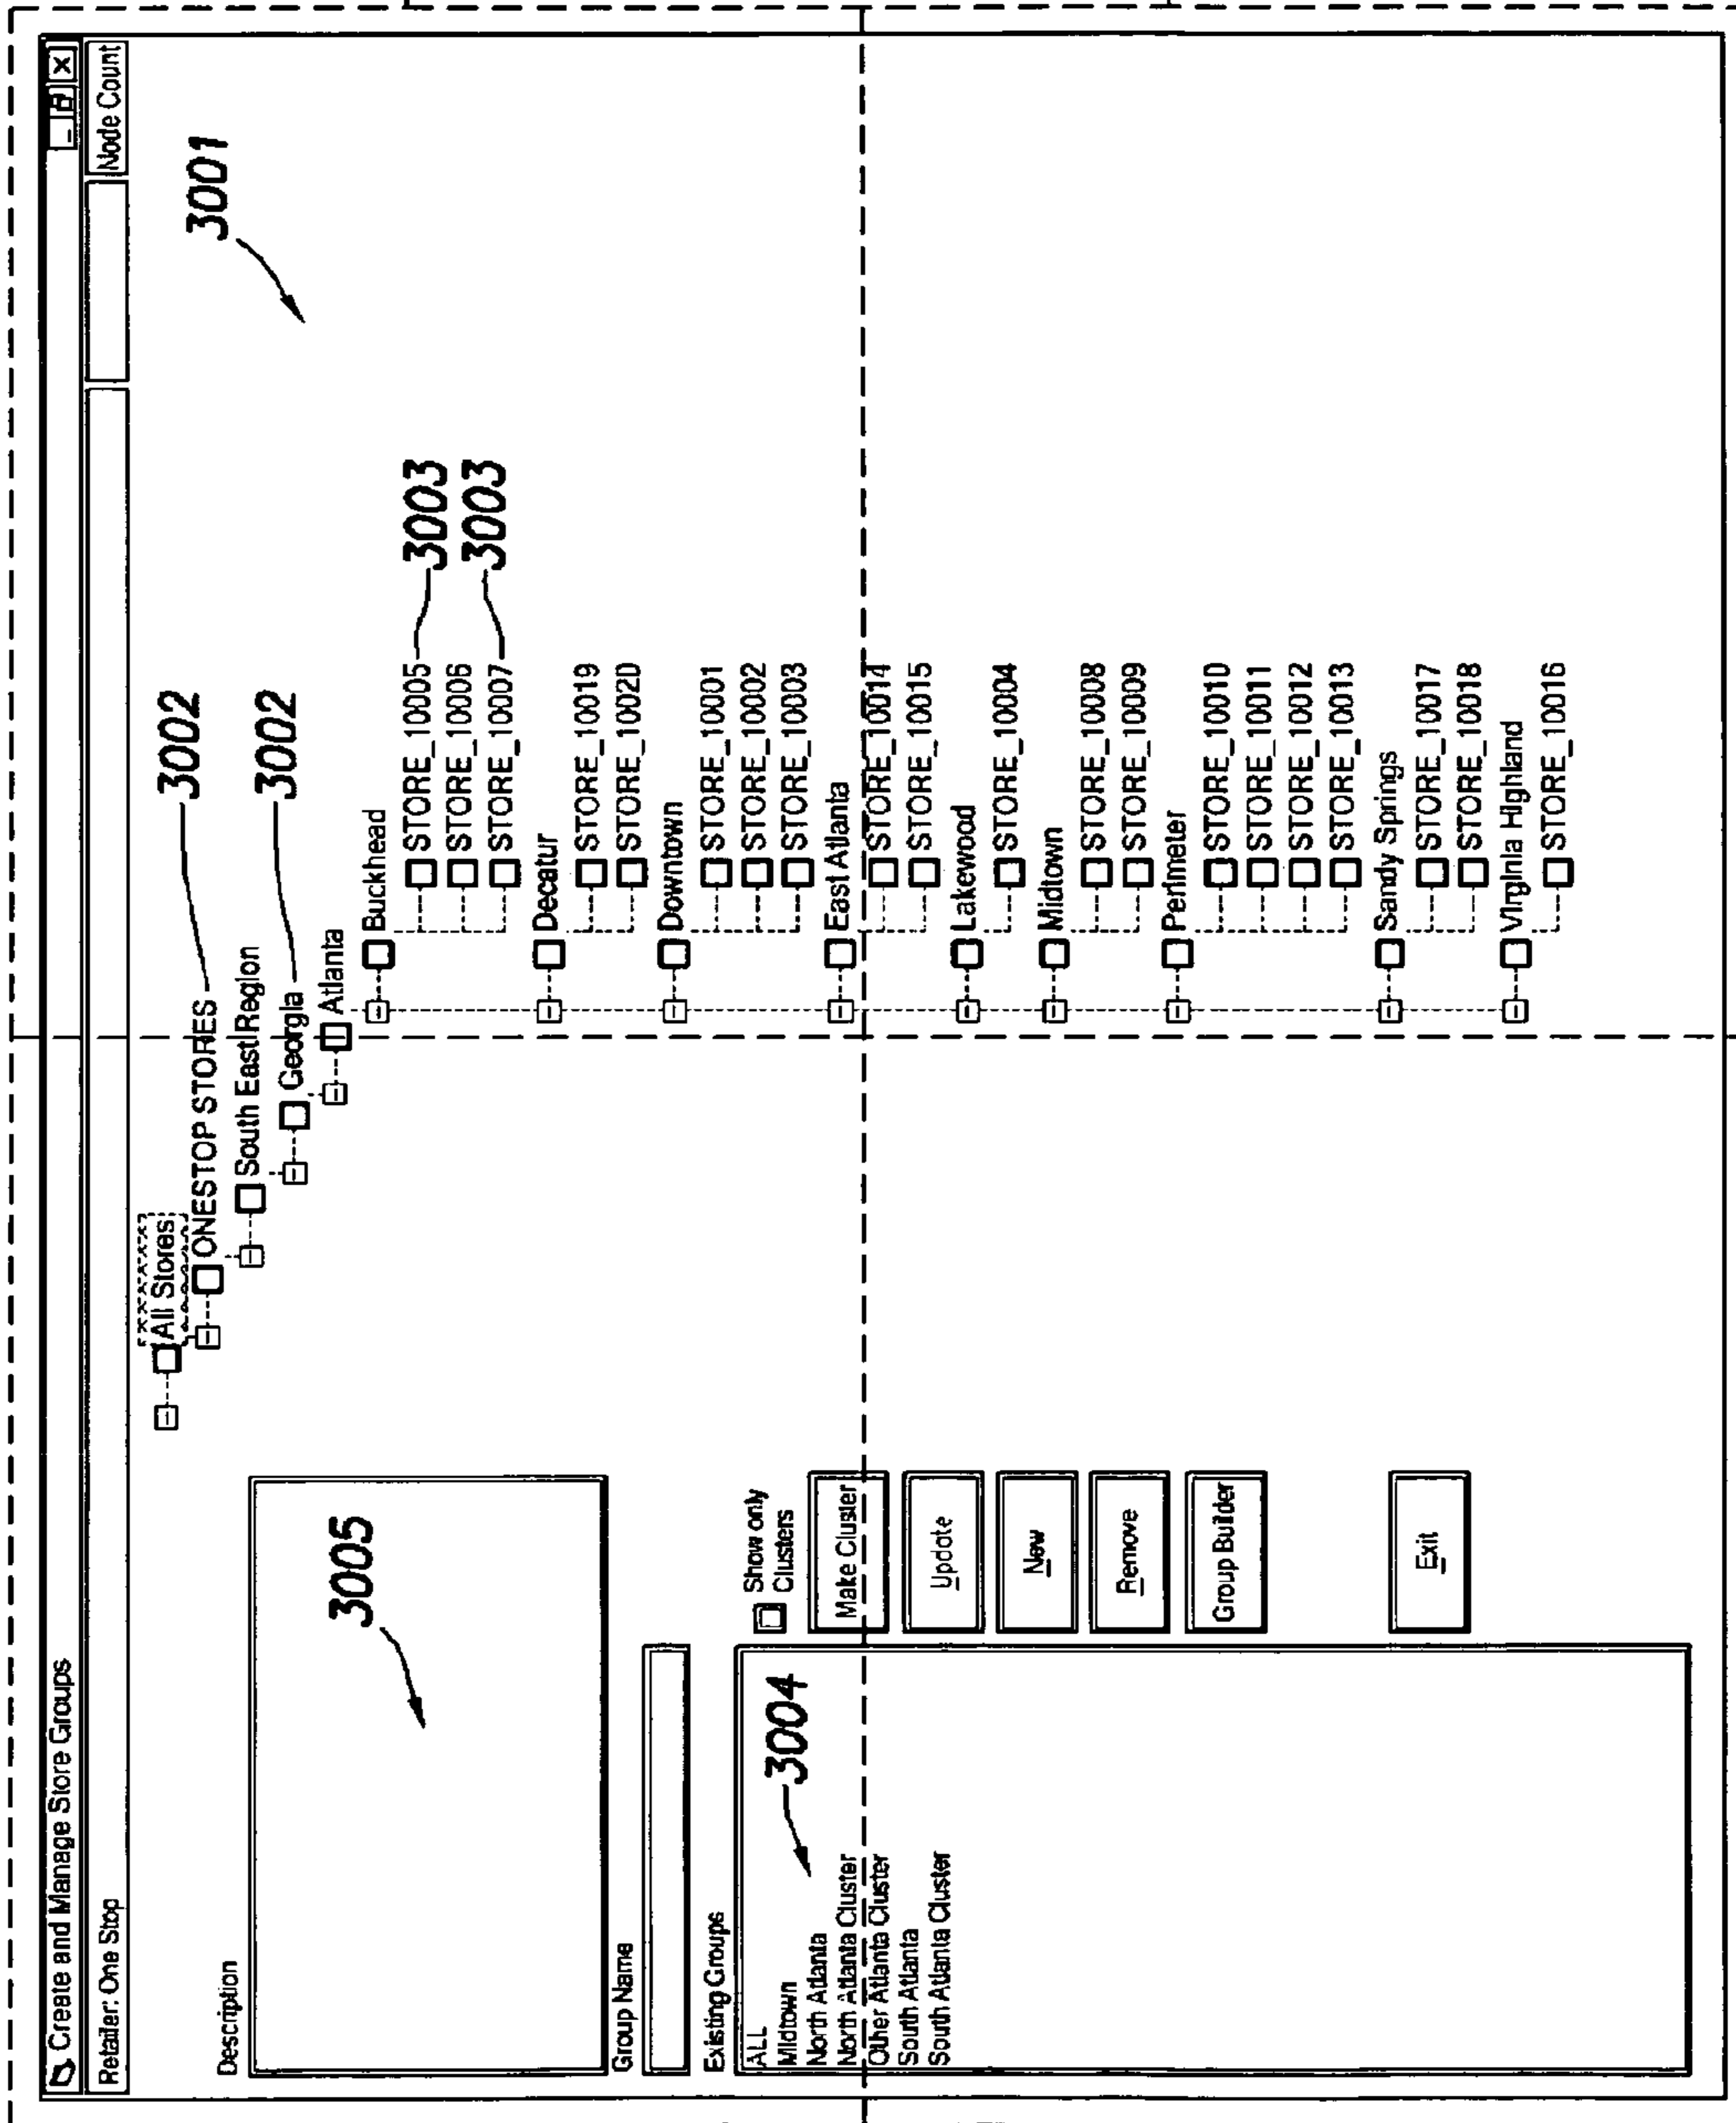 Create and Manage Store Groups
Retailer: One Stop
Node Count
Description
3005
Group Name
Existing Groups
ALL
Midtown
North Atlanta
North Atlanta Cluster
Other Atlanta Cluster
South Atlanta
South Atlanta Cluster
3004
Show only
Clusters
Make Cluster
Update
New
Remove
Group Builder
Exit
All Stores
ONESTOP STORES
3002
South East Region
Georgia
3002
Atlanta
3001
Buckhead
STORE_10005
3003
STORE_10006
STORE_10007
3003
Decatur
STORE_10019
STORE_10020
Downtown
STORE_10001
STORE_10002
STORE_10003
East Atlanta
STORE_10014
STORE_10015
Lakewood
STORE_10004
Midtown
STORE_10008
STORE_10009
Perimeter
STORE_10010
STORE_10011
STORE_10012
STORE_10013
Sandy Springs
STORE_10017
STORE_10018
Virginia Highland
STORE_10016